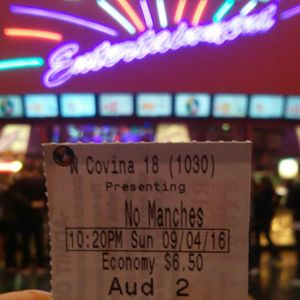 Entertainment
W Covina 18 (1030)
Presenting
No Manches
10:20PM Sun 09/04/16
Economy $6.50
Aud 2